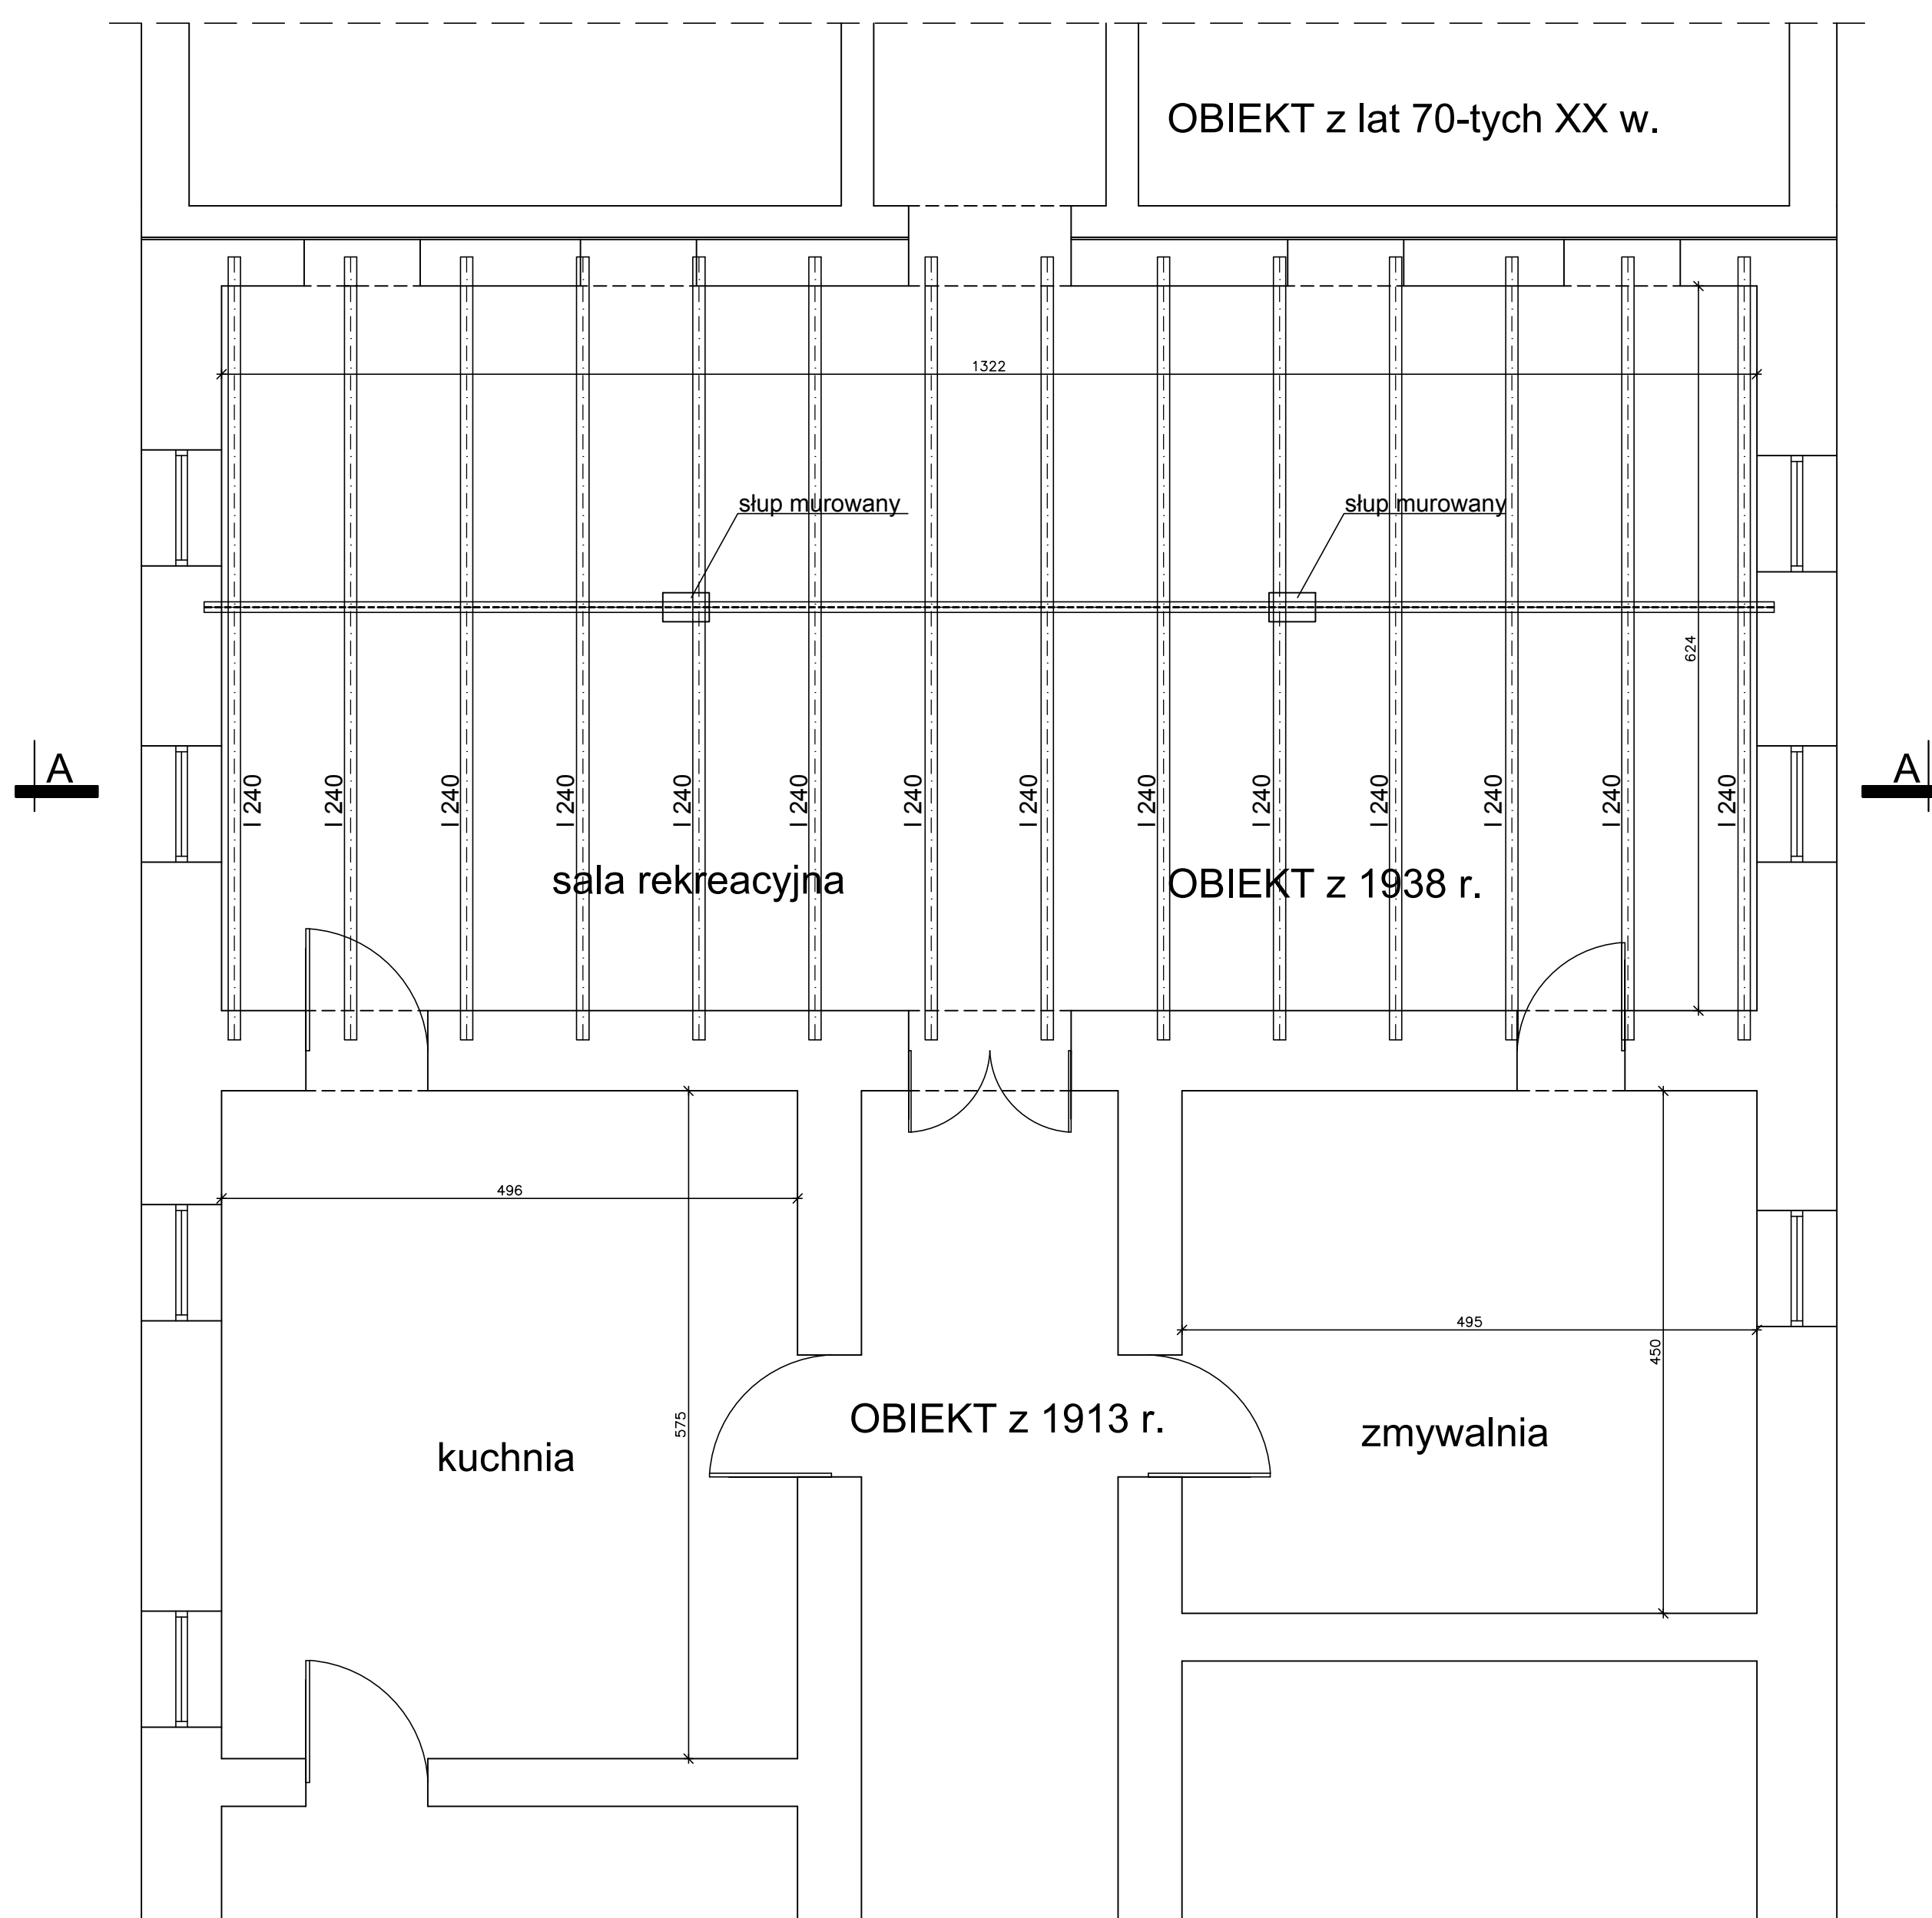 OBIEKT z lat 70-tych XX w.
1322
słup murowany
słup murowany
624
A
A
I 240
I 240
I 240
I 240
I 240
I 240
I 240
I 240
I 240
I 240
I 240
I 240
I 240
I 240
sala rekreacyjna
OBIEKT z 1938 r.
496
495
450
575
OBIEKT z 1913 r.
zmywalnia
kuchnia